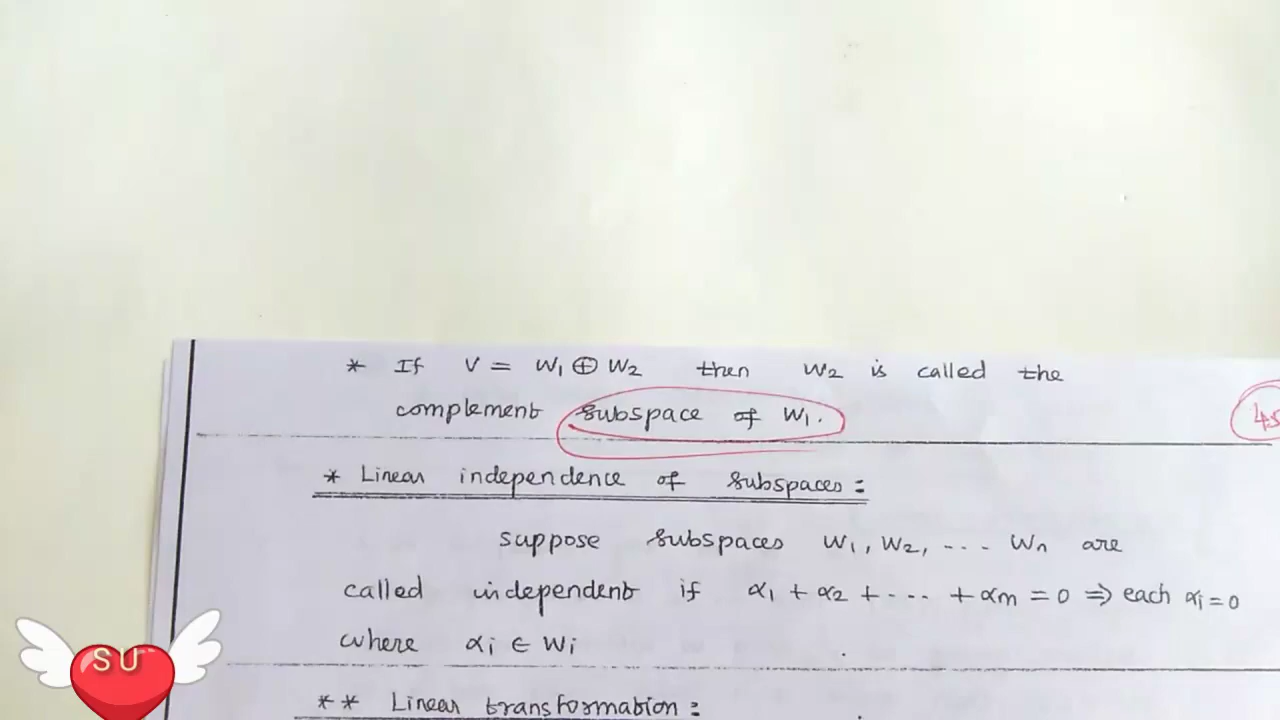 * If V = W₁ ⊕ W₂ then W₂ is called the
complement subspace of W₁.
* Linear independence of subspaces :
suppose subspaces W₁, W₂, --- Wn are
called independent if α₁ + α₂ + --- + αm = 0 ⇒ each αi = 0
where αi ∈ Wi
* * Linear transformation :
SU